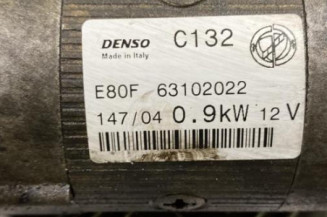 DENSO C132
Made in Italy
E80F 63102022
147/04 0.9kW 12V